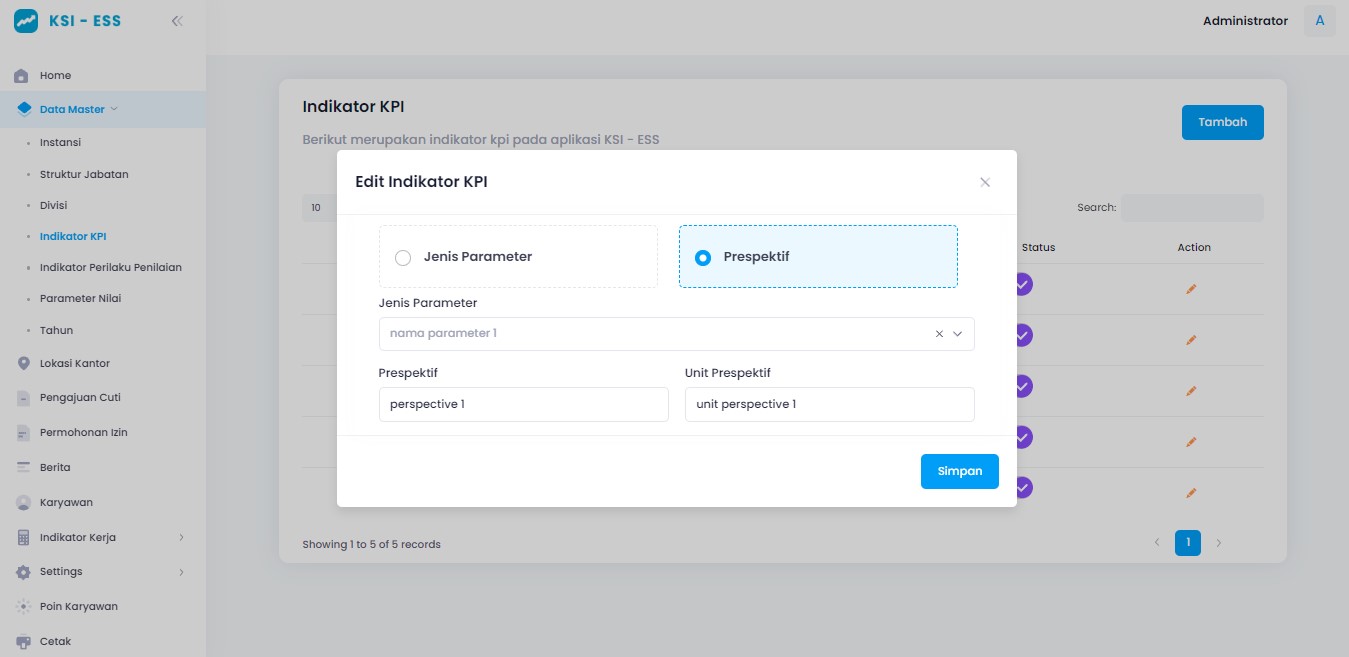 KSI - ESS
Administrator
A
Home
Data Master
Instansi
Struktur Jabatan
Divisi
Indikator KPI
Indikator Perilaku Penilaian
Parameter Nilai
Tahun
Lokasi Kantor
Pengajuan Cuti
Permohonan Izin
Berita
Karyawan
Indikator Kerja
Settings
Poin Karyawan
Cetak
Indikator KPI
Berikut merupakan indikator kpi pada aplikasi KSI - ESS
Tambah
10
Search:
Status
Action
Edit Indikator KPI
Jenis Parameter
Prespektif
Jenis Parameter
nama parameter 1
Prespektif
Unit Prespektif
perspective 1
unit perspective 1
Simpan
Showing 1 to 5 of 5 records
1